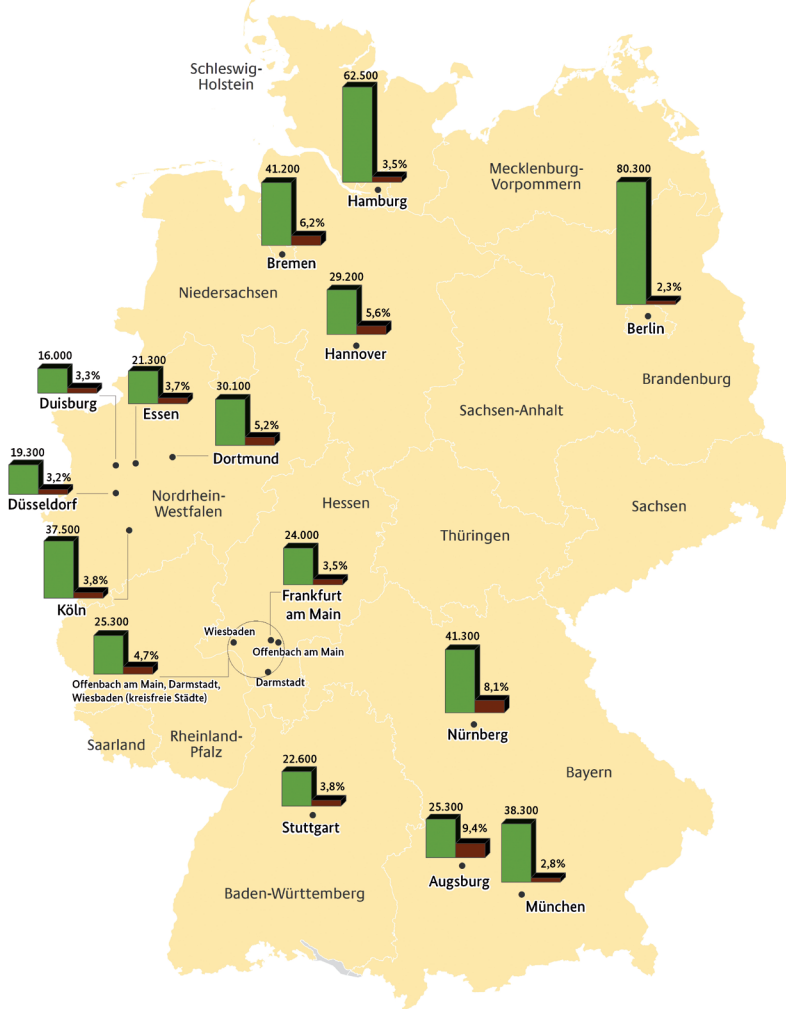 Schleswig-
Holstein
62.500
3,5%
Hamburg
Mecklenburg-
Vorpommern
41.200
6,2%
Bremen
80.300
2,3%
Berlin
Niedersachsen
29.200
5,6%
Hannover
16.000
3,3%
Duisburg
21.300
3,7%
Essen
30.100
5,2%
Dortmund
Brandenburg
Sachsen-Anhalt
19.300
3,2%
Düsseldorf
Nordrhein-
Westfalen
Hessen
Sachsen
Thüringen
37.500
3,8%
Köln
24.000
3,5%
Frankfurt
am Main
25.300
4,7%
Offenbach am Main, Darmstadt,
Wiesbaden (kreisfreie Städte)
Wiesbaden
Offenbach am Main
Darmstadt
41.300
8,1%
Nürnberg
Saarland
Rheinland-
Pfalz
Bayern
22.600
3,8%
Stuttgart
25.300
9,4%
Augsburg
38.300
2,8%
München
Baden-Württemberg